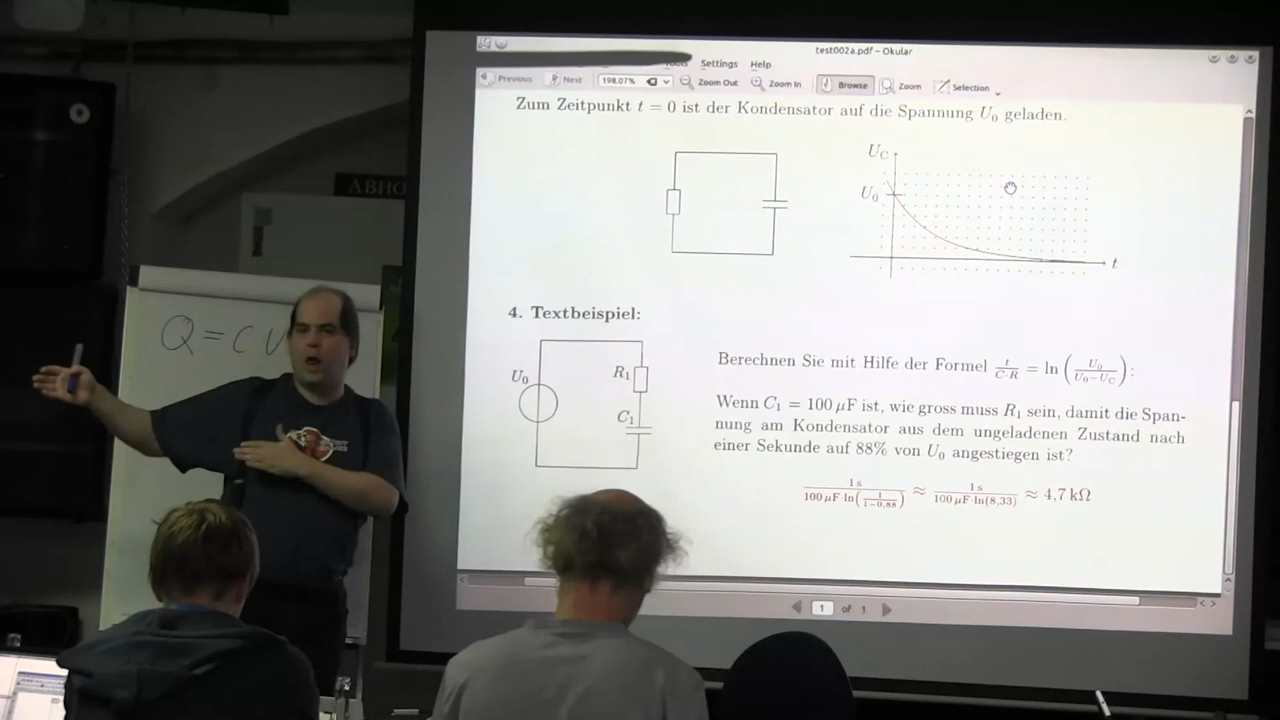 test002a.pdf – Okular
Settings Help
Previous Next 198.07% Zoom Out Zoom In Browse Zoom Selection
Zum Zeitpunkt t = 0 ist der Kondensator auf die Spannung U₀ geladen.
U_C
U₀
t
ABHO
Q = C U
4. Textbeispiel:
U₀
R₁
C₁
Berechnen Sie mit Hilfe der Formel t/(C·R) = ln(U₀/(U₀−U_C)):
Wenn C₁ = 100 μF ist, wie gross muss R₁ sein, damit die Span-
nung am Kondensator aus dem ungeladenen Zustand nach
einer Sekunde auf 88% von U₀ angestiegen ist?
1 s/(100 μF·ln(1/(1−0,88))) ≈ 1 s/(100 μF·ln(8,33)) ≈ 4,7 kΩ
1 of 1